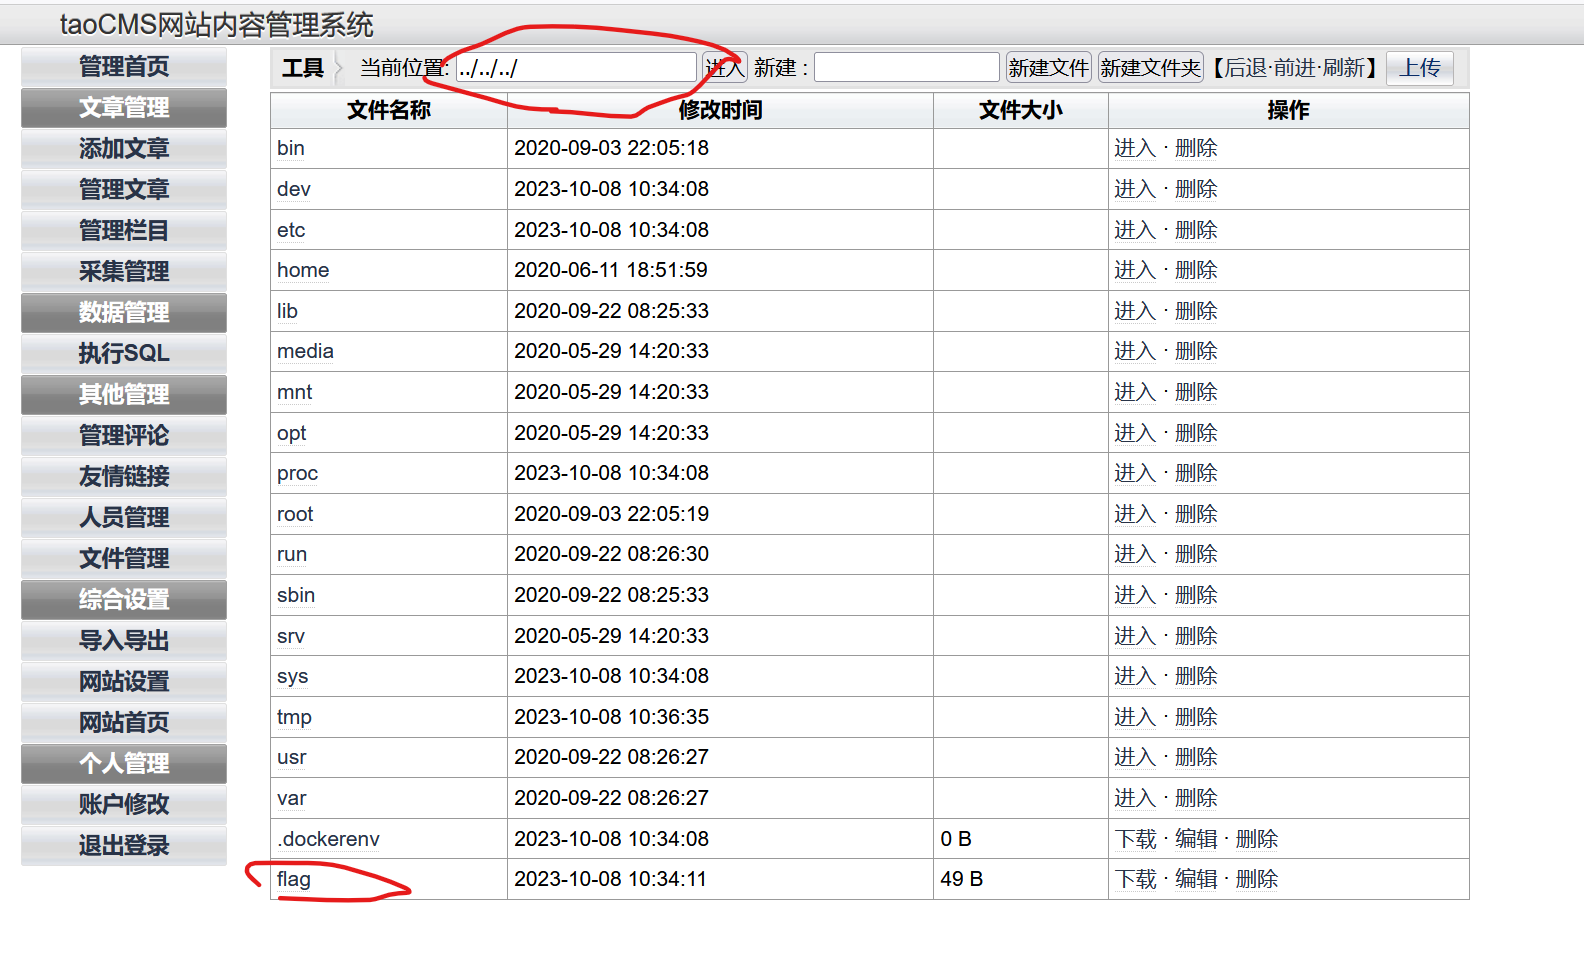 taoCMS网站内容管理系统
管理首页
文章管理
添加文章
管理文章
管理栏目
采集管理
数据管理
执行SQL
其他管理
管理评论
友情链接
人员管理
文件管理
综合设置
导入导出
网站设置
网站首页
个人管理
账户修改
退出登录
工具 当前位置: ../../../ 进入 新建 : 新建文件 新建文件夹 【后退·前进·刷新】 上传
文件名称 修改时间 文件大小 操作
bin 2020-09-03 22:05:18 进入 · 删除
dev 2023-10-08 10:34:08 进入 · 删除
etc 2023-10-08 10:34:08 进入 · 删除
home 2020-06-11 18:51:59 进入 · 删除
lib 2020-09-22 08:25:33 进入 · 删除
media 2020-05-29 14:20:33 进入 · 删除
mnt 2020-05-29 14:20:33 进入 · 删除
opt 2020-05-29 14:20:33 进入 · 删除
proc 2023-10-08 10:34:08 进入 · 删除
root 2020-09-03 22:05:19 进入 · 删除
run 2020-09-22 08:26:30 进入 · 删除
sbin 2020-09-22 08:25:33 进入 · 删除
srv 2020-05-29 14:20:33 进入 · 删除
sys 2023-10-08 10:34:08 进入 · 删除
tmp 2023-10-08 10:36:35 进入 · 删除
usr 2020-09-22 08:26:27 进入 · 删除
var 2020-09-22 08:26:27 进入 · 删除
.dockerenv 2023-10-08 10:34:08 0 B 下载 · 编辑 · 删除
flag 2023-10-08 10:34:11 49 B 下载 · 编辑 · 删除